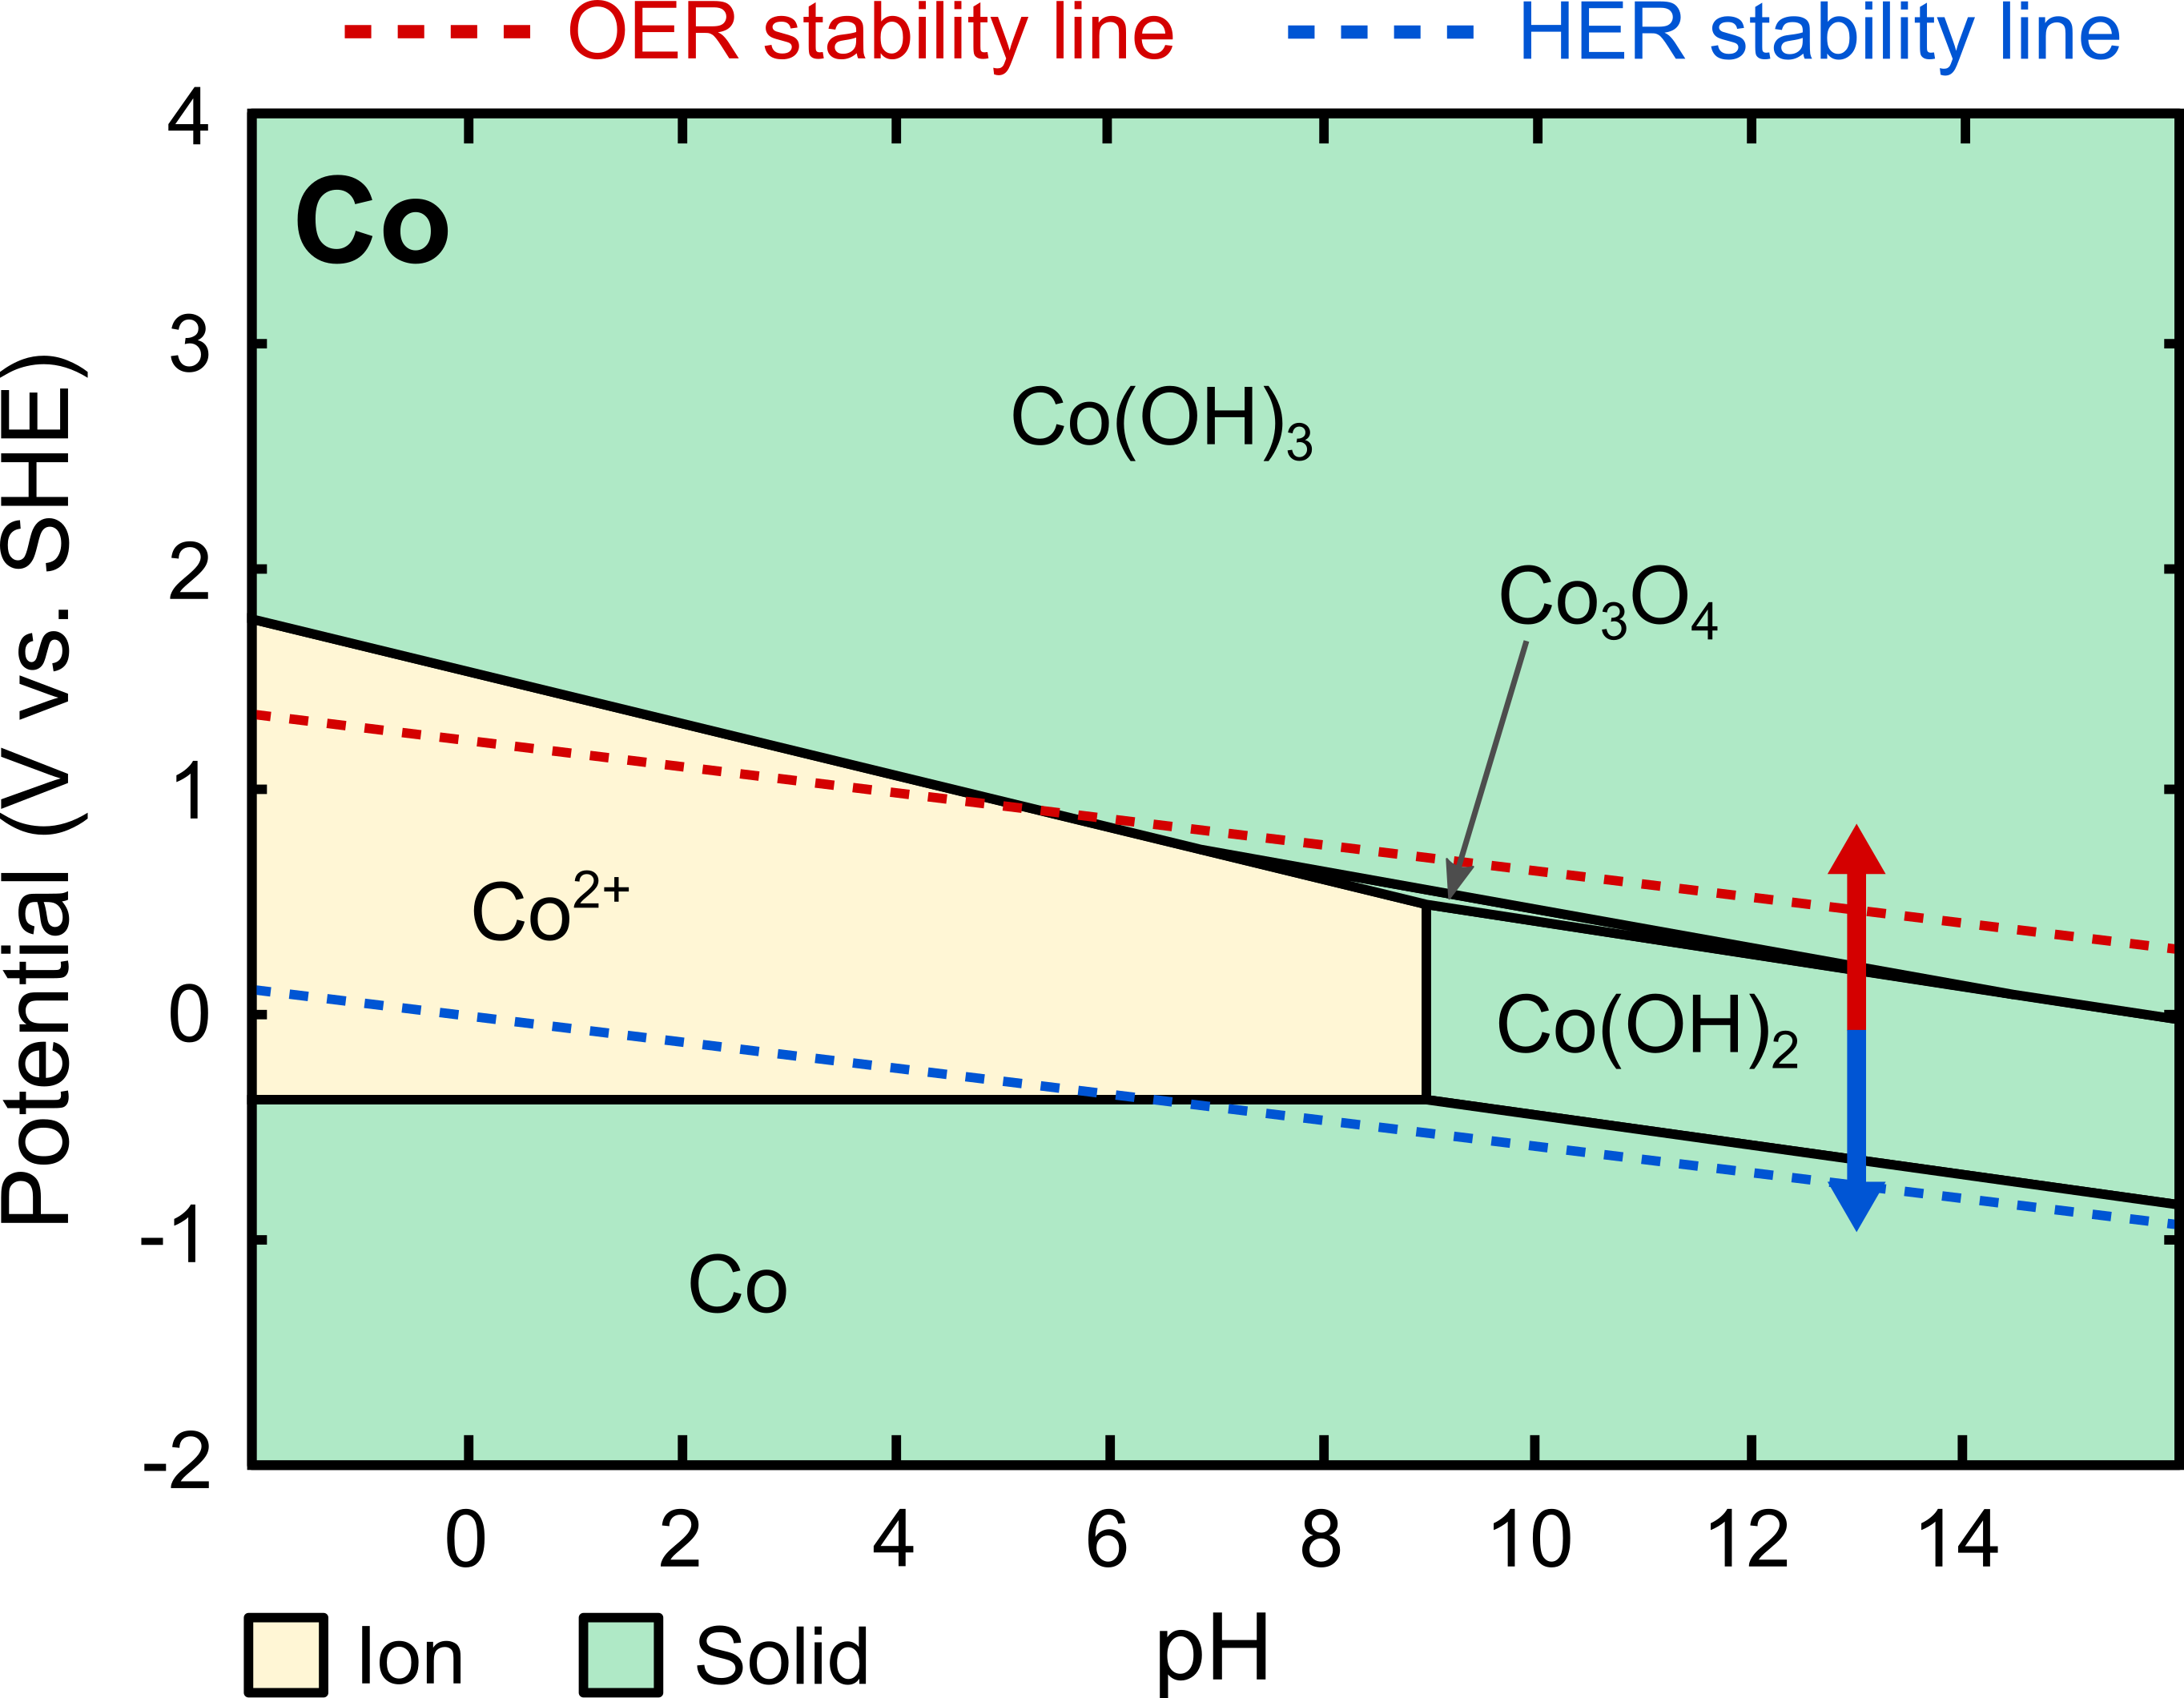 OER stability line
HER stability line
Potential (V vs. SHE)
4
3
2
1
0
-1
-2
Co
Co(OH)₃
Co₃O₄
Co²⁺
Co(OH)₂
Co
0 2 4 6 8 10 12 14
Ion
Solid
pH